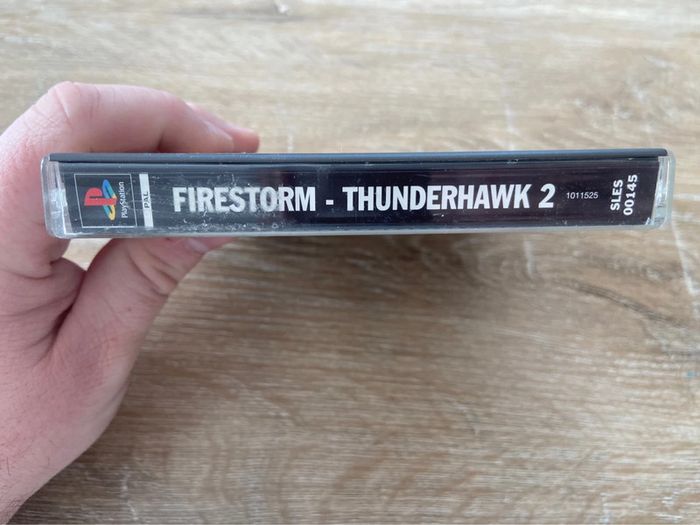 PlayStation
PAL
FIRESTORM - THUNDERHAWK 2
1011525
SLES
00145